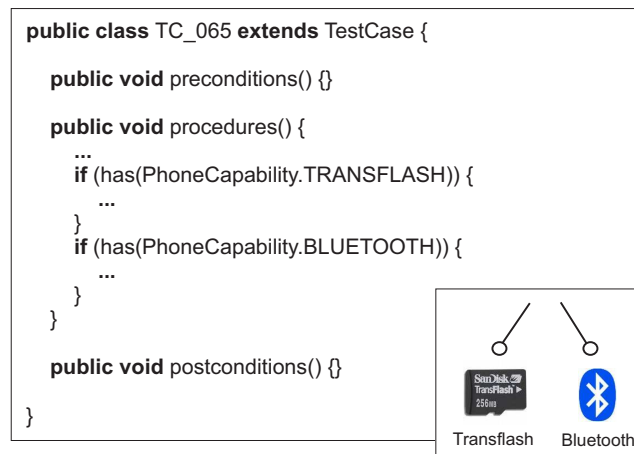 public class TC_065 extends TestCase {
public void preconditions() {}
public void procedures() {
...
if (has(PhoneCapability.TRANSFLASH)) {
...
}
if (has(PhoneCapability.BLUETOOTH)) {
...
}
}
public void postconditions() {}
}
SanDisk
TransFlash
256MB
Transflash Bluetooth